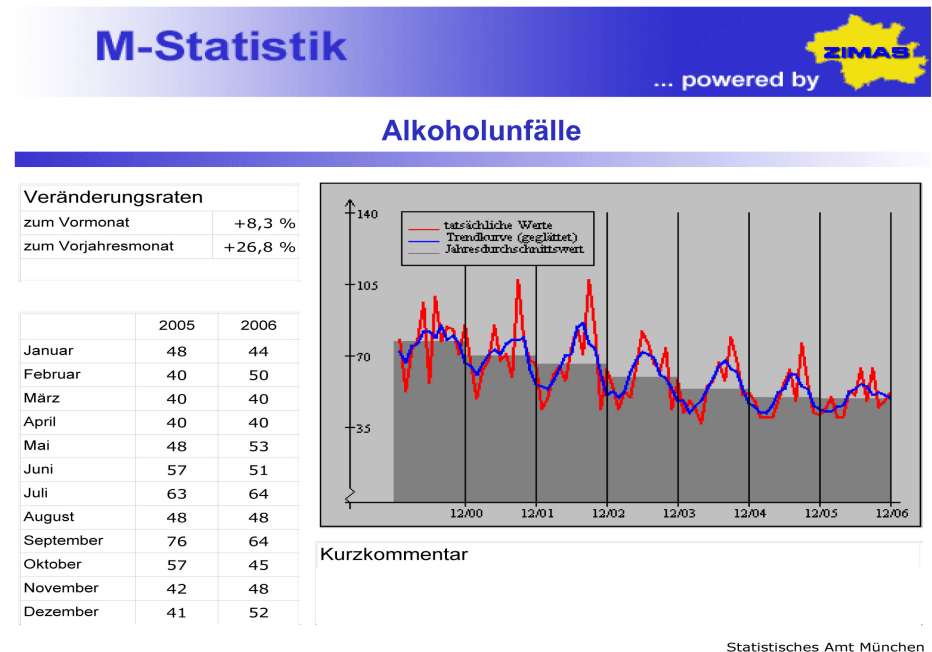 M-Statistik
... powered by
ZIMAS
Alkoholunfälle
Veränderungsraten
zum Vormonat +8,3 %
zum Vorjahresmonat +26,8 %
2005 2006
Januar 48 44
Februar 40 50
März 40 40
April 40 40
Mai 48 53
Juni 57 51
Juli 63 64
August 48 48
September 76 64
Oktober 57 45
November 42 48
Dezember 41 52
140
105
70
35
tatsächliche Werte
Trendkurve (geglättet)
Jahresdurchschnittswert
12/00 12/01 12/02 12/03 12/04 12/05 12/06
Kurzkommentar
Statistisches Amt München